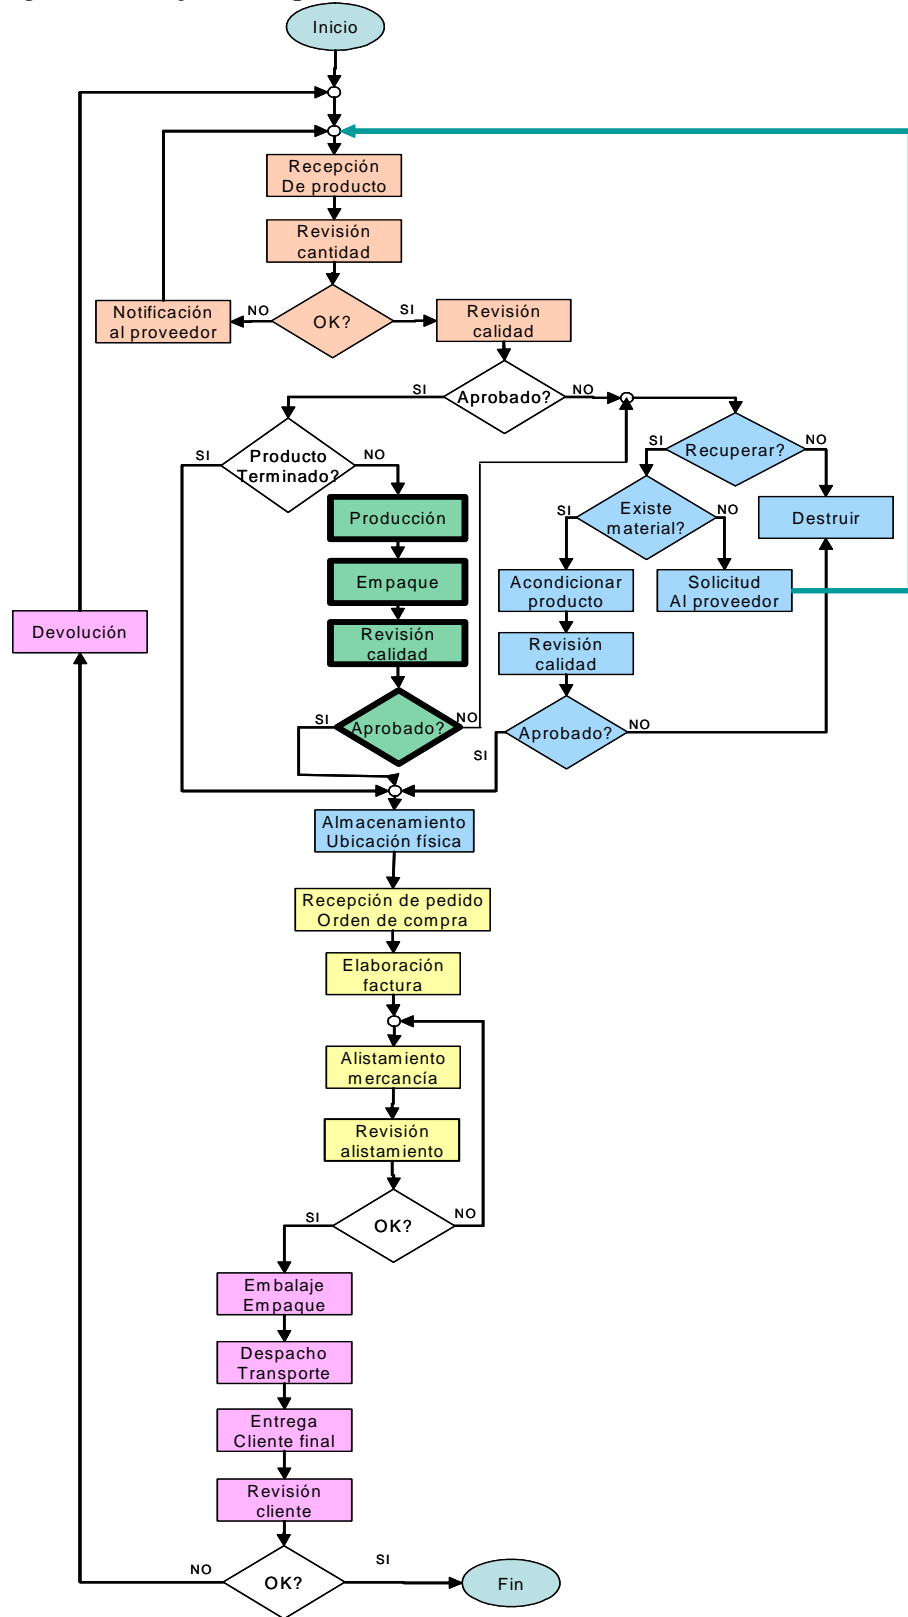 Inicio
Recepción
De producto
Revisión
cantidad
Notificación
al proveedor
NO
OK?
SI
Revisión
calidad
SI
Aprobado?
NO
SI
Producto
Terminado?
NO
SI
Recuperar?
NO
Producción
SI
Existe
material?
NO
Destruir
Empaque
Acondicionar
producto
Solicitud
Al proveedor
Devolución
Revisión
calidad
Revisión
calidad
SI
Aprobado?
NO
SI
Aprobado?
NO
Almacenamiento
Ubicación física
Recepción de pedido
Orden de compra
Elaboración
factura
Alistamiento
mercancía
Revisión
alistamiento
SI
OK?
NO
Embalaje
Empaque
Despacho
Transporte
Entrega
Cliente final
Revisión
cliente
NO
OK?
SI
Fin